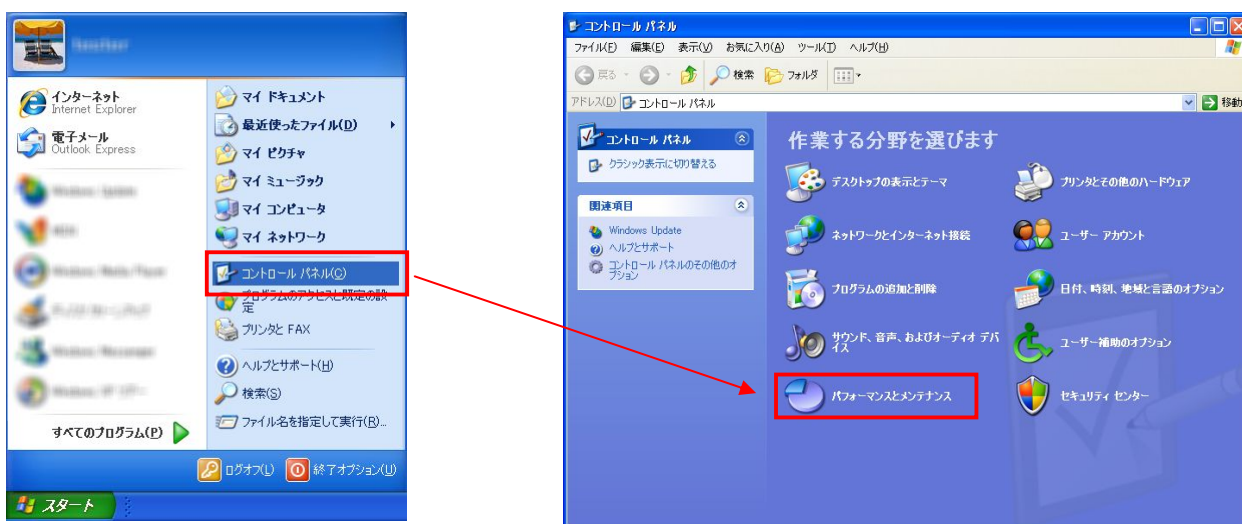 インターネット
Internet Explorer
電子メール
Outlook Express
すべてのプログラム(P)
マイ ドキュメント
最近使ったファイル(D)
マイ ピクチャ
マイ ミュージック
マイ コンピュータ
マイ ネットワーク
コントロール パネル(C)
プログラムのアクセスと既定の設
定
プリンタと FAX
ヘルプとサポート(H)
検索(S)
ファイル名を指定して実行(R)...
ログオフ(L)
終了オプション(U)
スタート
コントロール パネル
ファイル(F) 編集(E) 表示(V) お気に入り(A) ツール(T) ヘルプ(H)
戻る 検索 フォルダ
アドレス(D) コントロール パネル 移動
コントロール パネル
クラシック表示に切り替える
関連項目
Windows Update
ヘルプとサポート
コントロール パネルのその他のオ
プション
作業する分野を選びます
デスクトップの表示とテーマ
プリンタとその他のハードウェア
ネットワークとインターネット接続
ユーザー アカウント
プログラムの追加と削除
日付、時刻、地域と言語のオプション
サウンド、音声、およびオーディオ デバ
イス
ユーザー補助のオプション
パフォーマンスとメンテナンス
セキュリティ センター